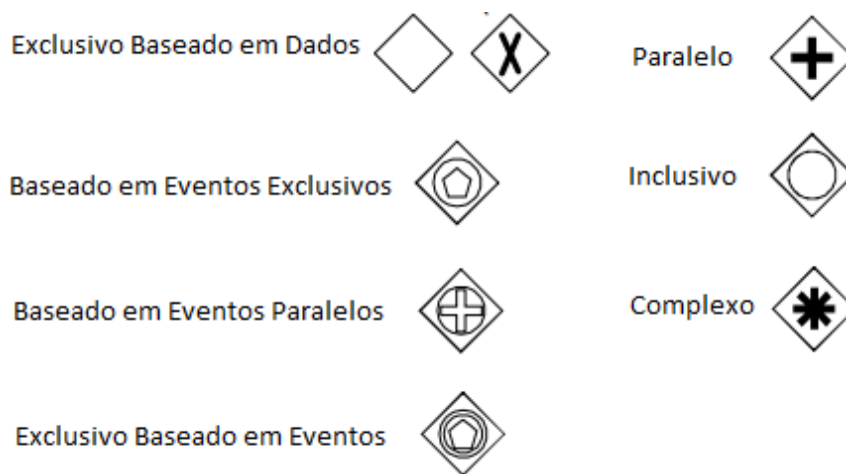 Exclusivo Baseado em Dados
Paralelo
Baseado em Eventos Exclusivos
Inclusivo
Baseado em Eventos Paralelos
Complexo
Exclusivo Baseado em Eventos